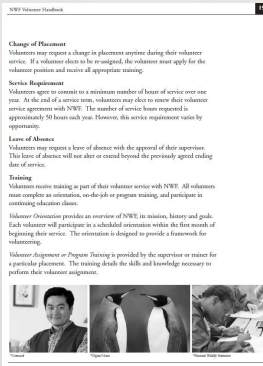 NWF Volunteer Handbook
Change of Placement
Volunteers may request a change in placement anytime during their volunteer
service. If a volunteer elects to be re-assigned, the volunteer must apply for the
volunteer position and receive all appropriate training.
Service Requirement
Volunteers agree to commit to a minimum number of hours of service over one
year. At the end of a service term, volunteers may elect to renew their volunteer
service agreement with NWF. The number of service hours requested is
approximately 50 hours each year. However, this service requirement varies by
opportunity.
Leave of Absence
Volunteers may request a leave of absence with the approval of their supervisor.
This leave of absence will not alter or extend beyond the previously agreed ending
date of service.
Training
Volunteers receive training as part of their volunteer service with NWF. All volunteers
must complete an orientation, on-the-job or program training, and participate in
continuing education classes.
Volunteer Orientation provides an overview of NWF, its mission, history and goals.
Each volunteer will participate in a scheduled orientation within the first month of
beginning their service. The orientation is designed to provide a framework for
volunteering.
Volunteer Assignment or Program Training is provided by the supervisor or trainer for
a particular placement. The training details the skills and knowledge necessary to
perform their volunteer assignment.